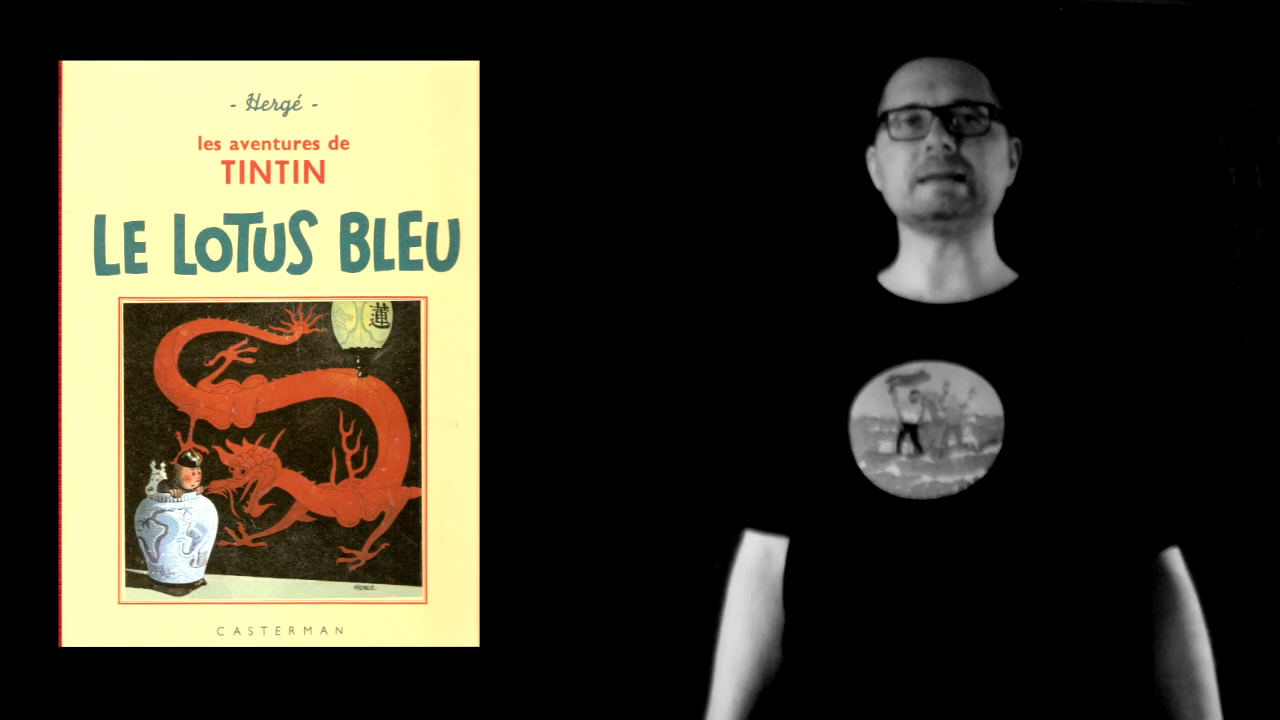 - Hergé -
les aventures de
TINTIN
LE LOTUS BLEU
蓮
HERGÉ
CASTERMAN